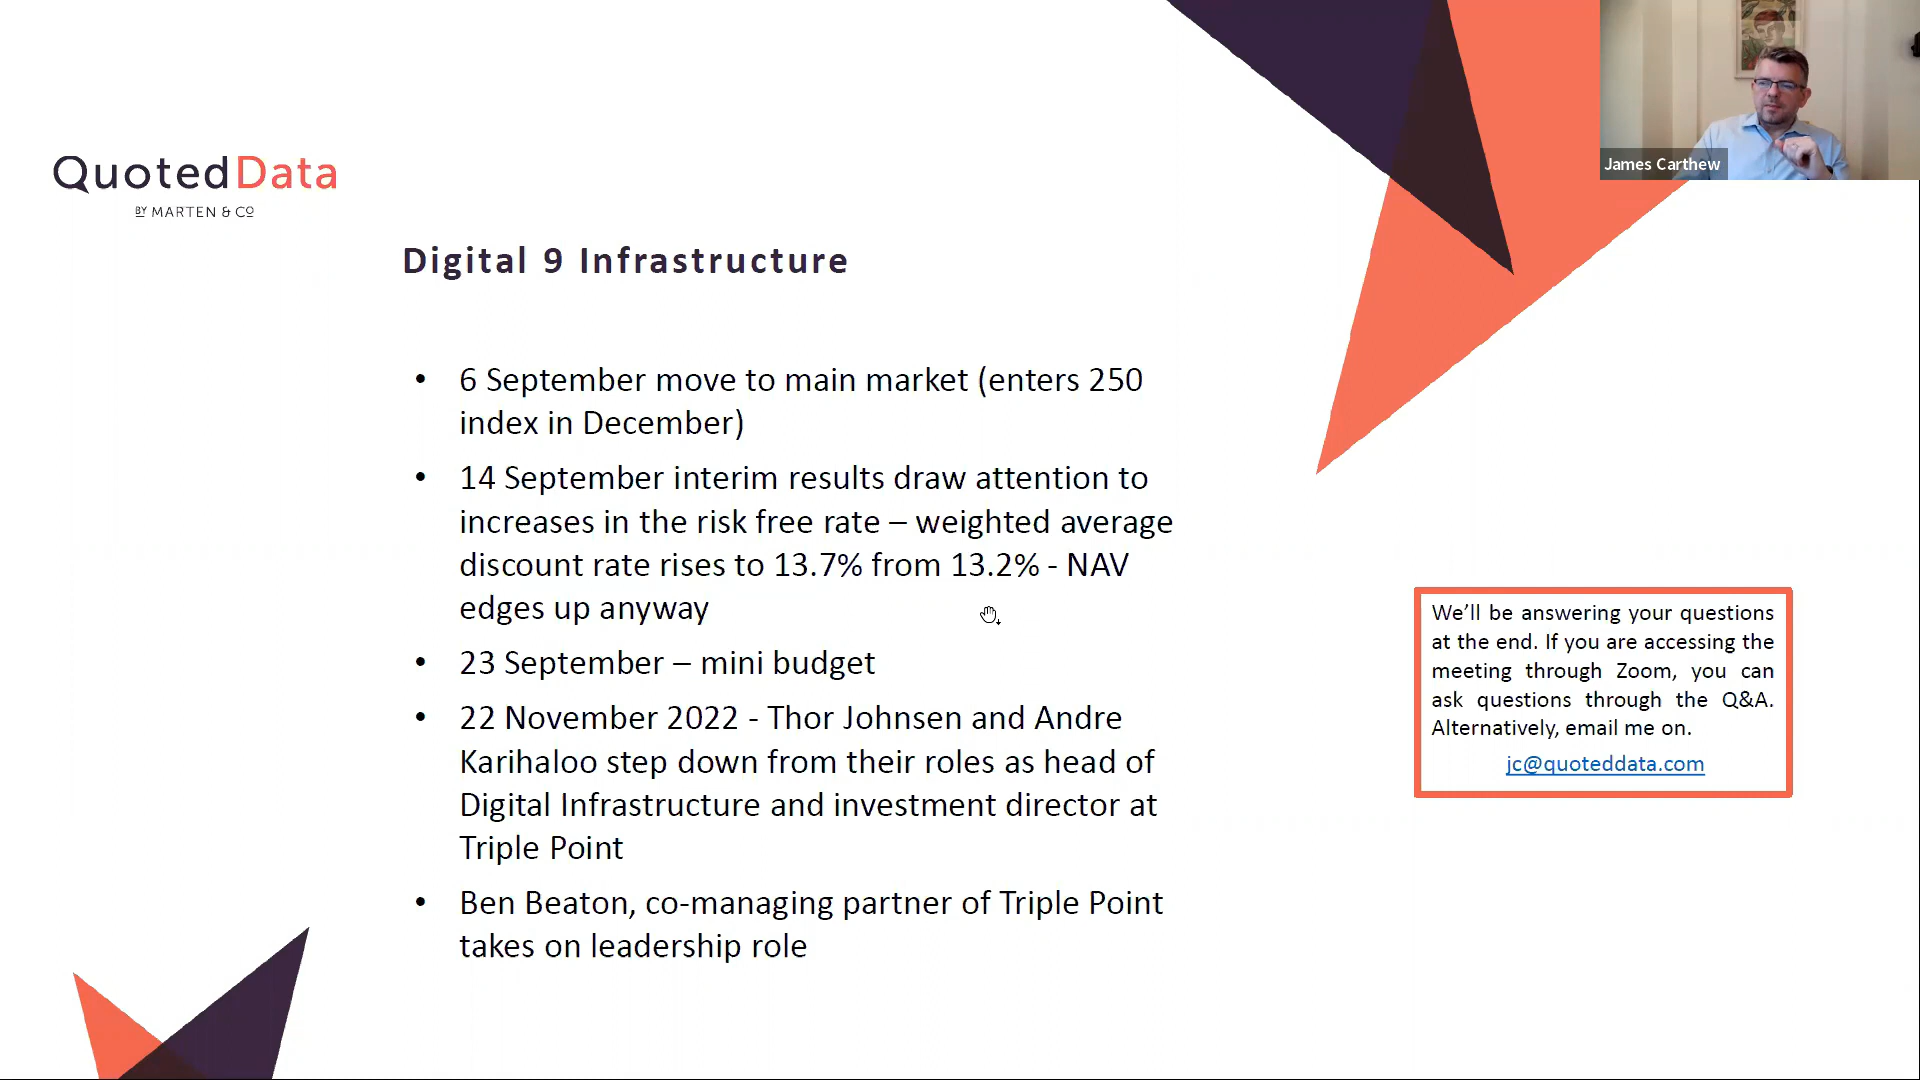 James Carthew
QuotedData
BY MARTEN & CO
Digital 9 Infrastructure
• 6 September move to main market (enters 250
index in December)
• 14 September interim results draw attention to
increases in the risk free rate – weighted average
discount rate rises to 13.7% from 13.2% - NAV
edges up anyway
• 23 September – mini budget
• 22 November 2022 - Thor Johnsen and Andre
Karihaloo step down from their roles as head of
Digital Infrastructure and investment director at
Triple Point
• Ben Beaton, co-managing partner of Triple Point
takes on leadership role
We’ll be answering your questions
at the end. If you are accessing the
meeting through Zoom, you can
ask questions through the Q&A.
Alternatively, email me on.
jc@quoteddata.com